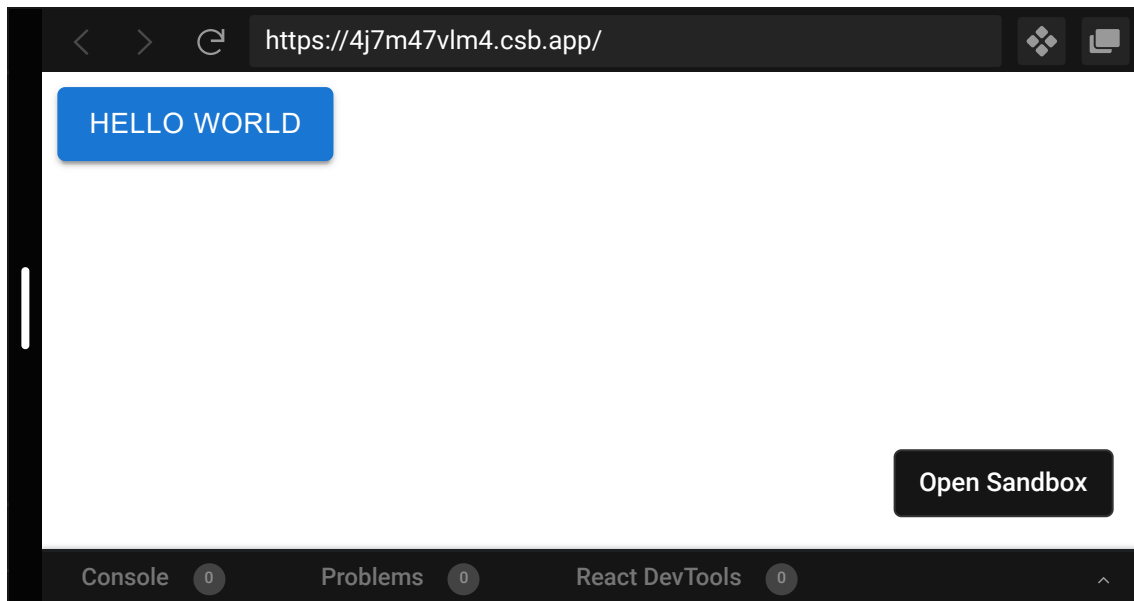 https://4j7m47vlm4.csb.app/
HELLO WORLD
Open Sandbox
Console 0 Problems 0 React DevTools 0